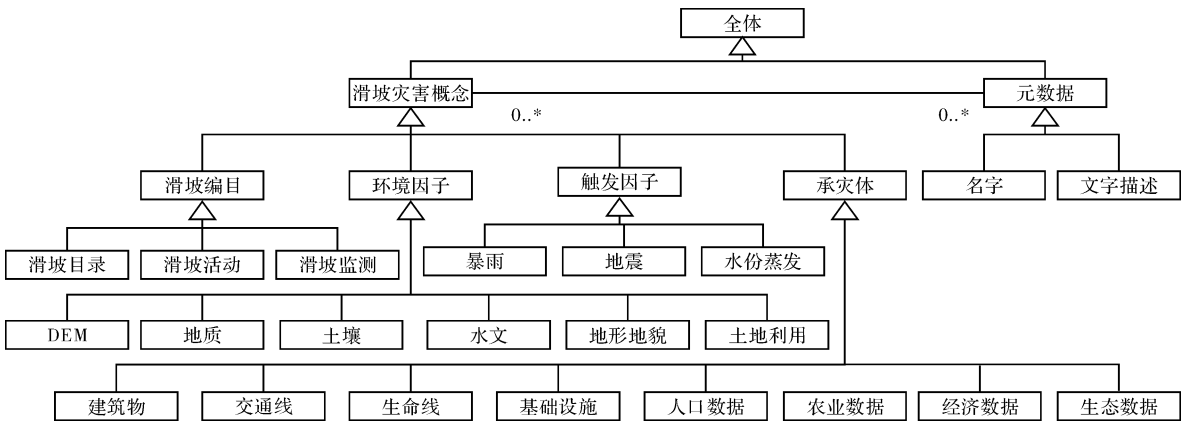 全体
滑坡灾害概念
元数据
0..*
0..*
滑坡编目
环境因子
触发因子
承灾体
名字
文字描述
滑坡目录
滑坡活动
滑坡监测
暴雨
地震
水份蒸发
DEM
地质
土壤
水文
地形地貌
土地利用
建筑物
交通线
生命线
基础设施
人口数据
农业数据
经济数据
生态数据